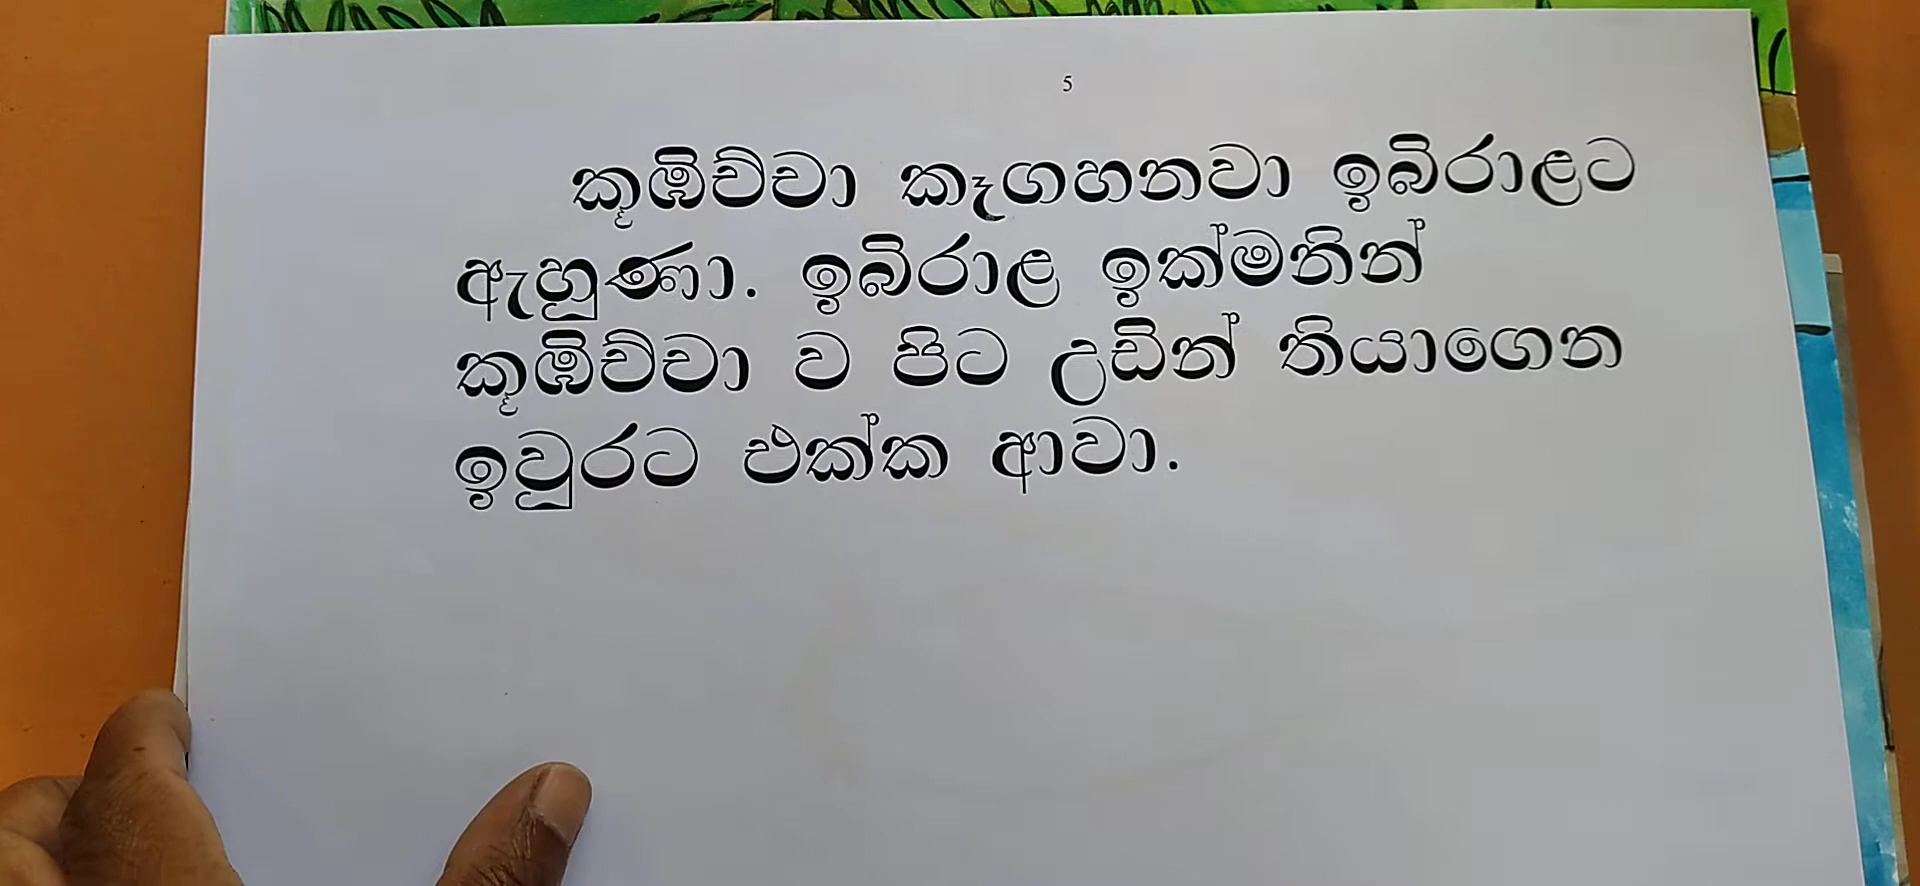 5
කූඹිච්චා කෑගහනවා ඉබිරාළට
ඇහුණා. ඉබිරාළ ඉක්මනින්
කූඹිච්චා ව පිට උඩින් තියාගෙන
ඉවුරට එක්ක ආවා.